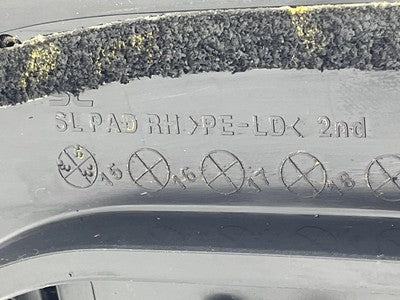 SL PAD RH >PE-LD< 2nd
15 16 17 18